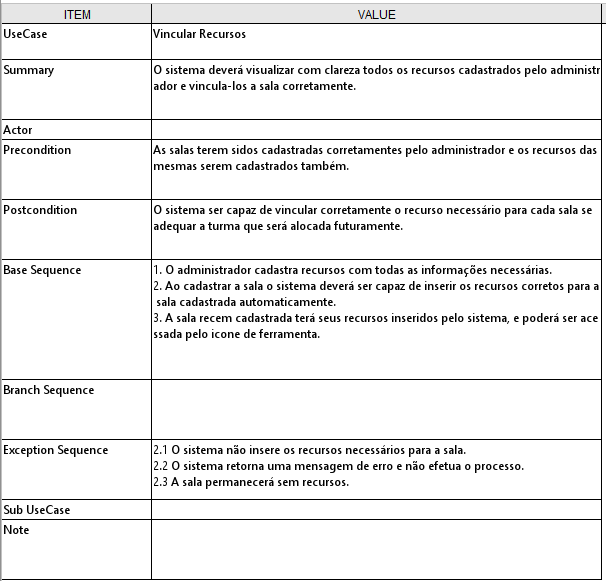 ITEM VALUE
UseCase Vincular Recursos
Summary O sistema deverá visualizar com clareza todos os recursos cadastrados pelo administr
ador e vincula-los a sala corretamente.
Actor
Precondition As salas terem sidos cadastradas corretamentes pelo administrador e os recursos das
mesmas serem cadastrados também.
Postcondition O sistema ser capaz de vincular corretamente o recurso necessário para cada sala se
adequar a turma que será alocada futuramente.
Base Sequence 1. O administrador cadastra recursos com todas as informações necessárias.
2. Ao cadastrar a sala o sistema deverá ser capaz de inserir os recursos corretos para a
sala cadastrada automaticamente.
3. A sala recem cadastrada terá seus recursos inseridos pelo sistema, e poderá ser ace
ssada pelo icone de ferramenta.
Branch Sequence
Exception Sequence 2.1 O sistema não insere os recursos necessários para a sala.
2.2 O sistema retorna uma mensagem de erro e não efetua o processo.
2.3 A sala permanecerá sem recursos.
Sub UseCase
Note